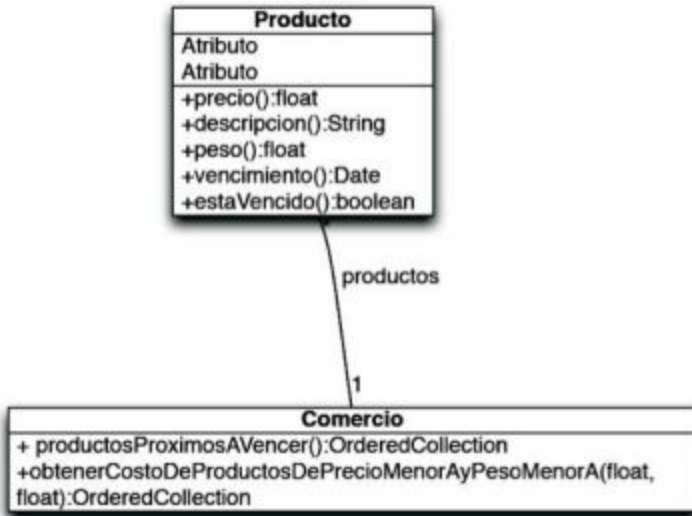 Producto
Atributo
Atributo
+precio():float
+descripcion():String
+peso():float
+vencimiento():Date
+estaVencido():boolean
productos
1
Comercio
+ productosProximosAVencer():OrderedCollection
+obtenerCostoDeProductosDePrecioMenorAyPesoMenorA(float,
float):OrderedCollection